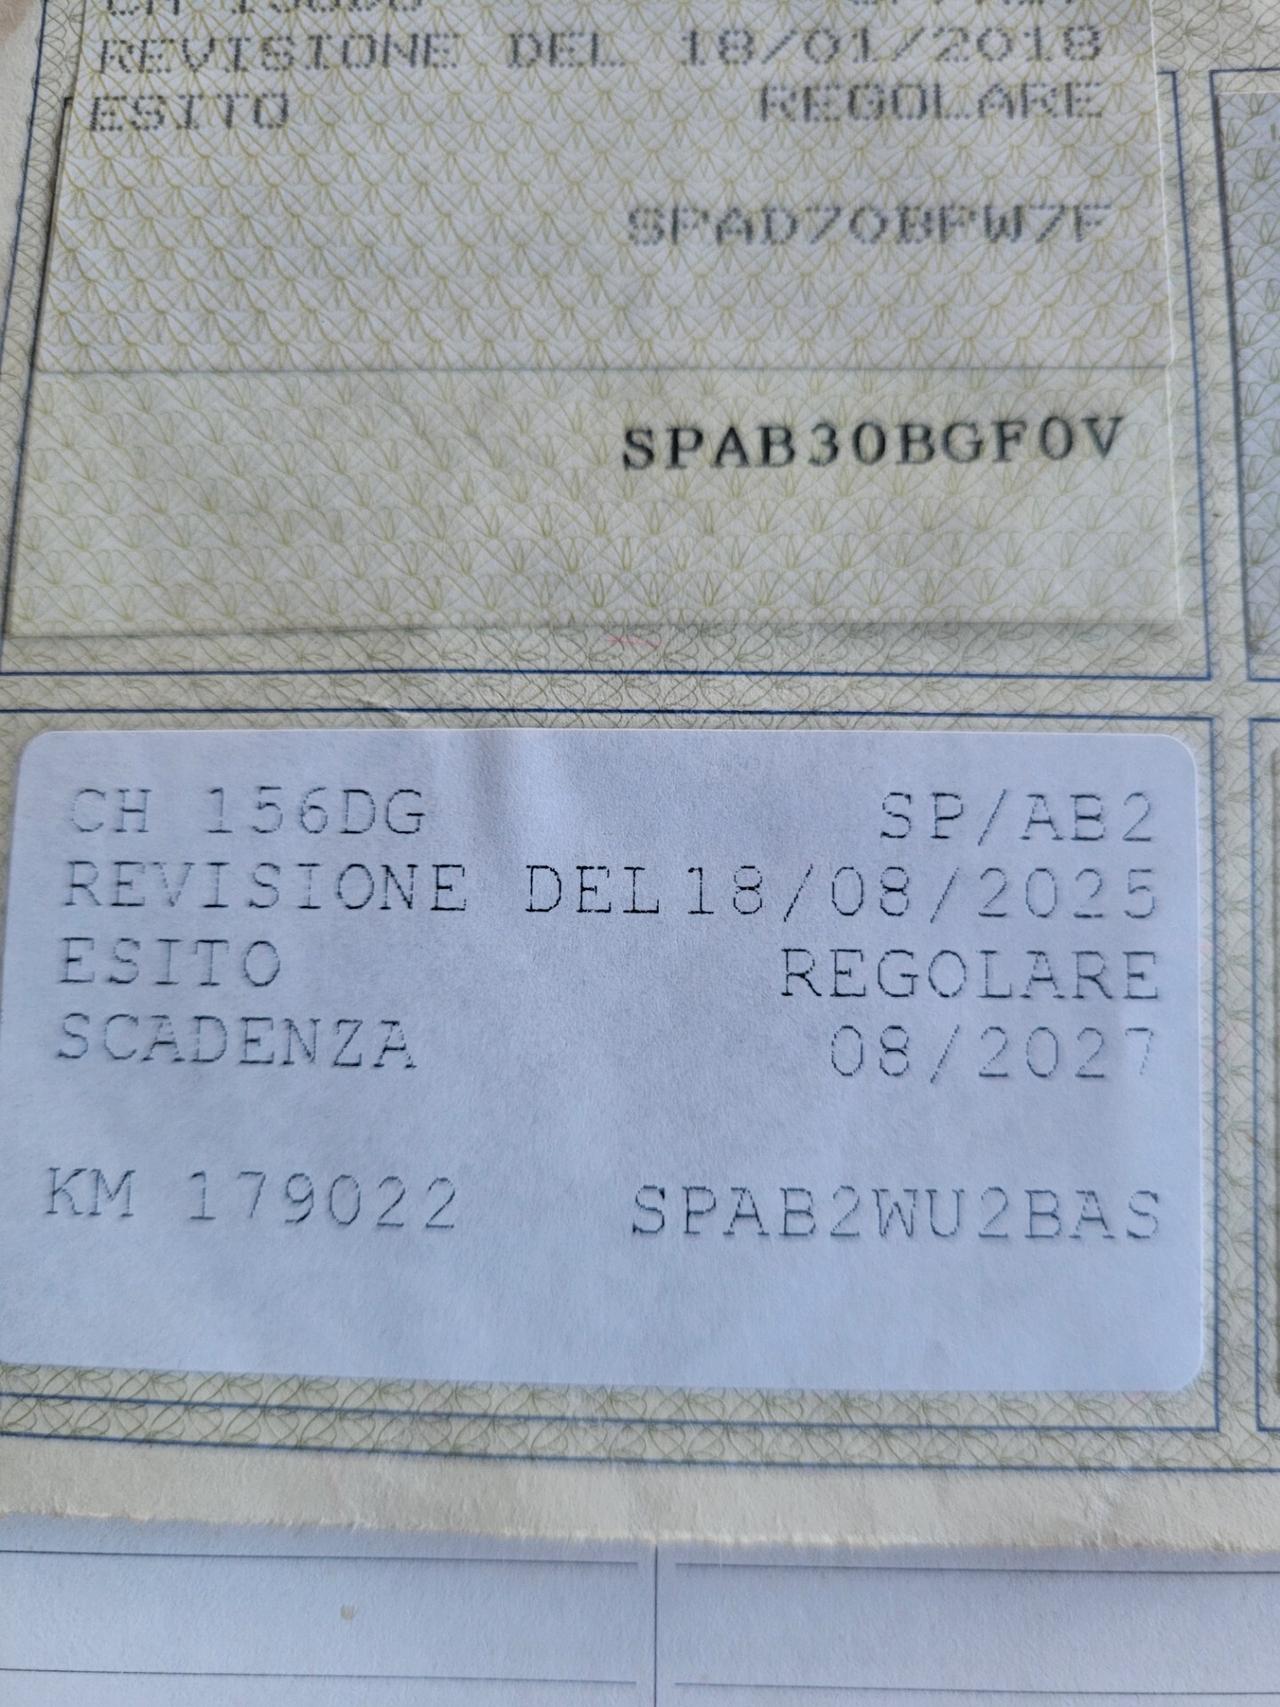 REVISIONE DEL 18/01/2018
ESITO REGOLARE
SPAD70BFW7F
SPAB30BGF0V
CH 156DG SP/AB2
REVISIONE DEL 18/08/2025
ESITO REGOLARE
SCADENZA 08/2027
KM 179022 SPAB2WU2BAS